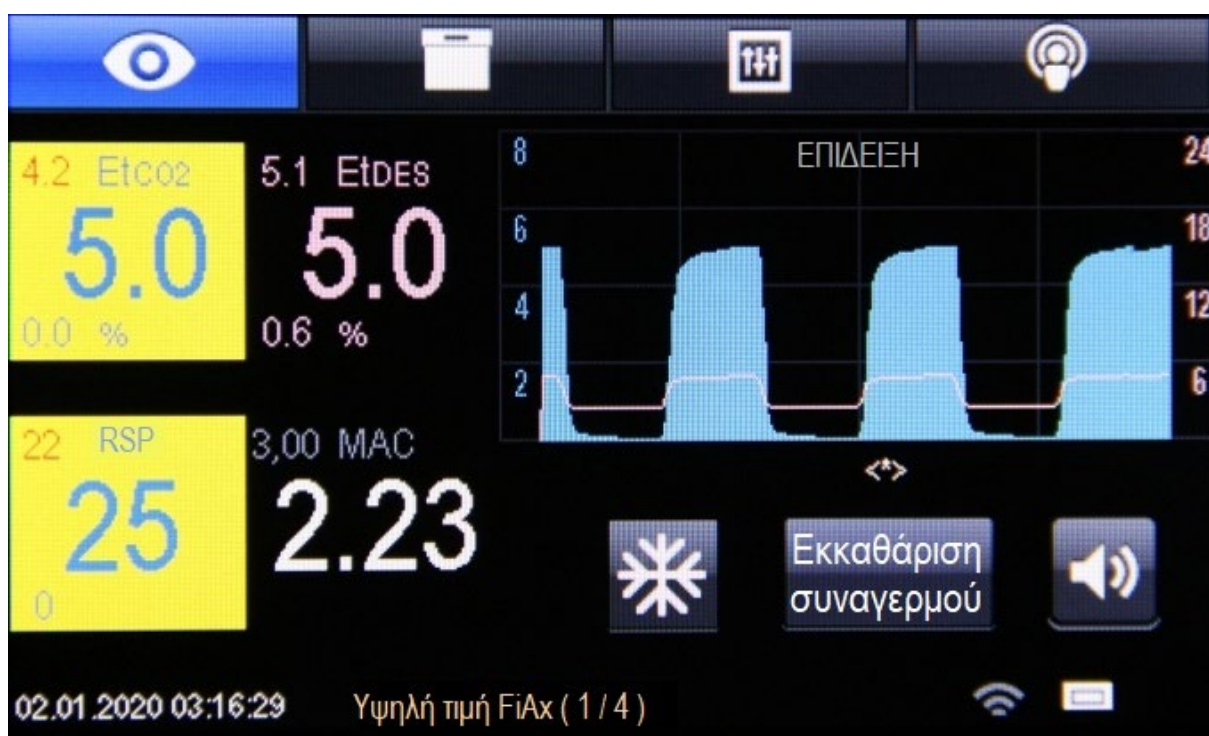 4.2 EtCO2
5.0
0.0 %
5.1 EtDES
5.0
0.6 %
8
6
4
2
ΕΠΙΔΕΙΞΗ
24
18
12
6
22 RSP
25
0
3,00 MAC
2.23
<*>
Εκκαθάριση
συναγερμού
02.01.2020 03:16:29
Υψηλή τιμή FiAx ( 1 / 4 )